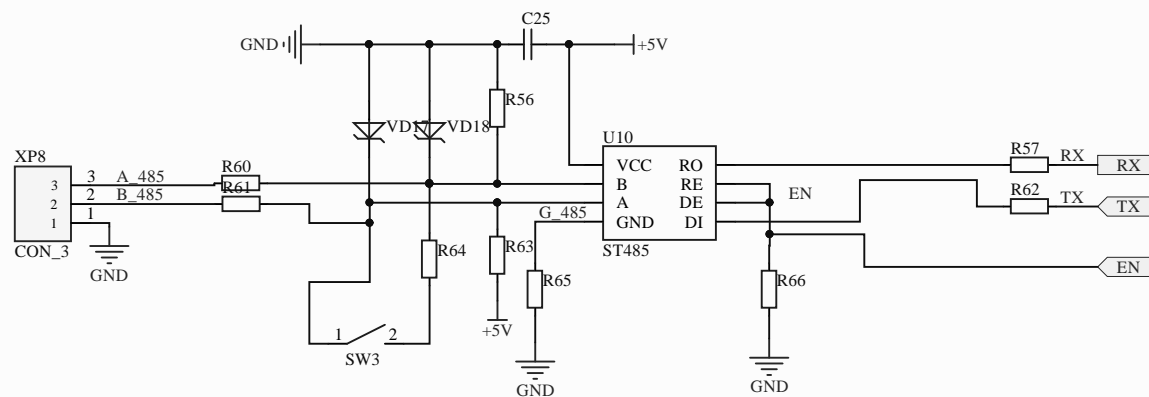 C25
GND
+5V
R56
VD17
VD18
U10
XP8
R57
RX
RX
R60
VCC
RO
3
3
A_485
B
RE
EN
R61
R62
TX
TX
2
2
B_485
A
DE
1
1
G_485
GND
DI
CON_3
ST485
R64
R63
GND
R65
R66
EN
+5V
1
2
SW3
GND
GND